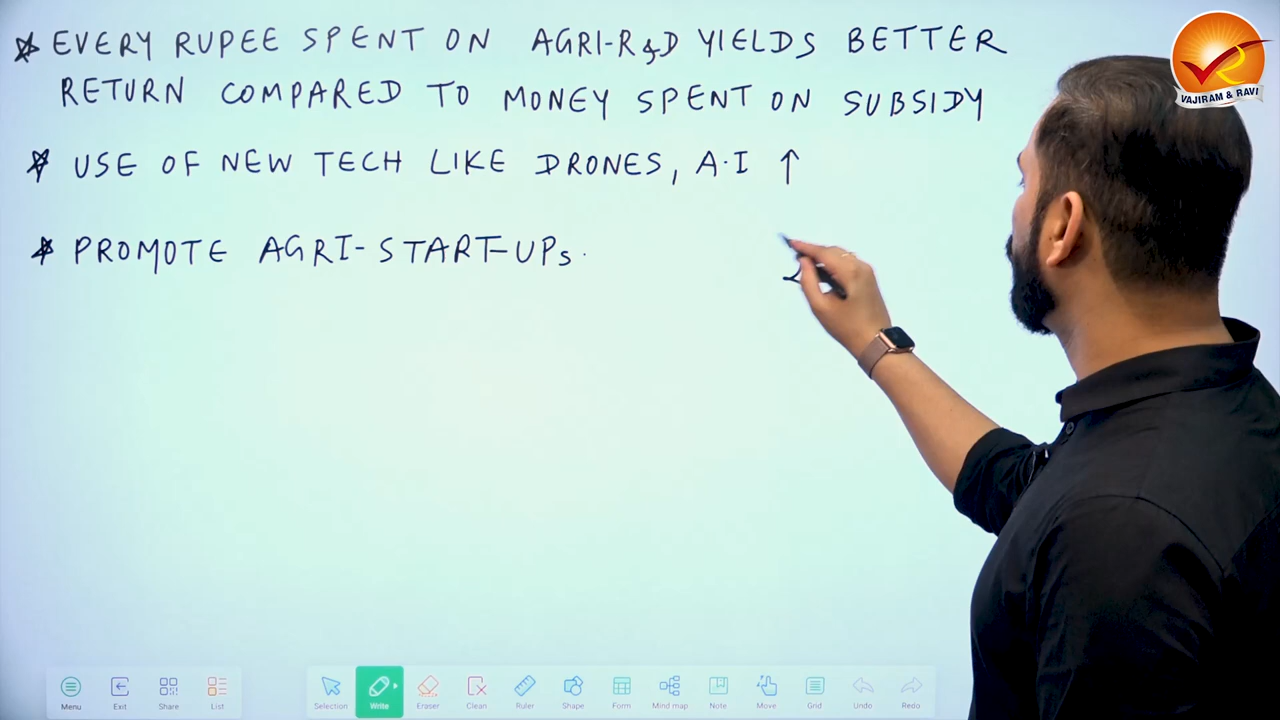 EVERY RUPEE SPENT ON AGRI-R&D YIELDS BETTER
RETURN COMPARED TO MONEY SPENT ON SUBSIDY
USE OF NEW TECH LIKE DRONES, A.I ↑
PROMOTE AGRI-START-UPs.
VAJIRAM & RAVI
Menu Exit Share List Selection Write Eraser Clean Ruler Shape Form Mind map Note Move Grid Undo Redo